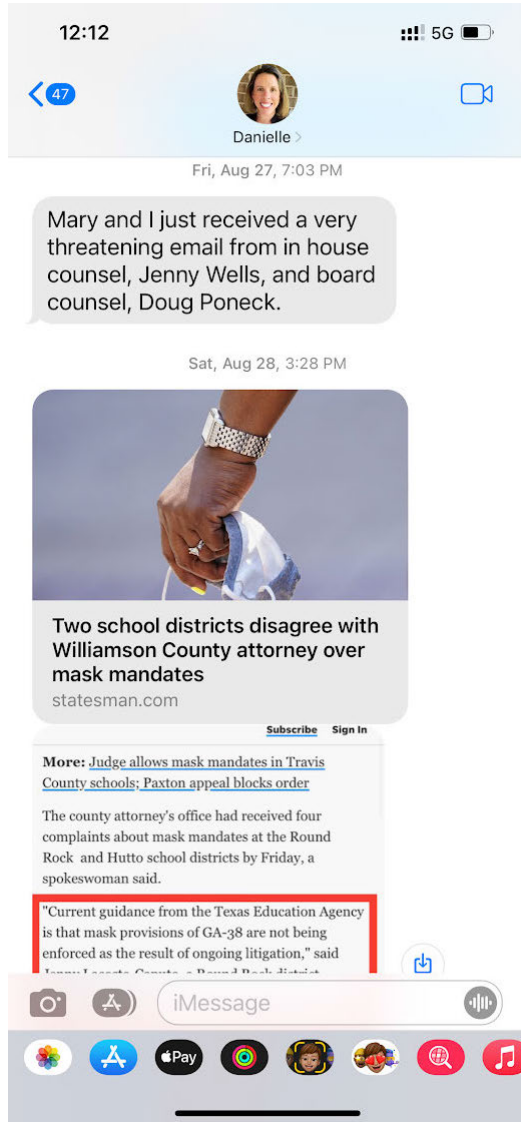 12:12
5G
47
Danielle
Fri, Aug 27, 7:03 PM
Mary and I just received a very
threatening email from in house
counsel, Jenny Wells, and board
counsel, Doug Poneck.
Sat, Aug 28, 3:28 PM
Two school districts disagree with
Williamson County attorney over
mask mandates
statesman.com
Subscribe Sign In
More: Judge allows mask mandates in Travis
County schools; Paxton appeal blocks order
The county attorney's office had received four
complaints about mask mandates at the Round
Rock and Hutto school districts by Friday, a
spokeswoman said.
"Current guidance from the Texas Education Agency
is that mask provisions of GA-38 are not being
enforced as the result of ongoing litigation," said
iMessage
Pay